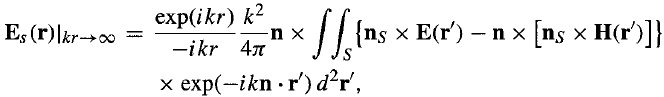 E_s(r)|_{kr→∞} = \frac{exp(ikr)}{-ikr} \frac{k^2}{4π} n × ∬_S {n_S × E(r′) − n × [n_S × H(r′)]}
× exp(−ikn · r′) d^2r′,